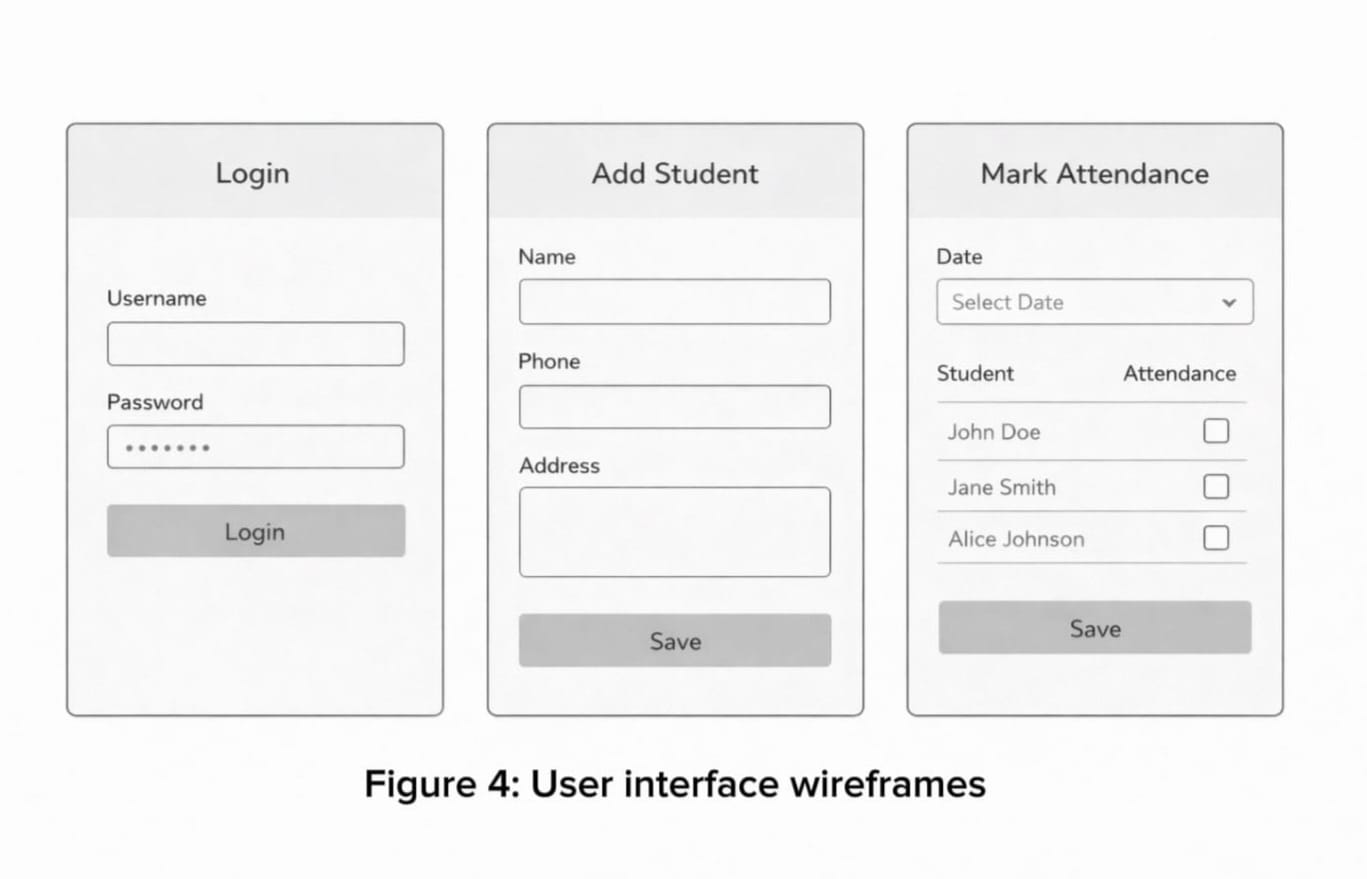 Login
Username
Password
•••••••
Login
Add Student
Name
Phone
Address
Save
Mark Attendance
Date
Select Date
Student Attendance
John Doe
Jane Smith
Alice Johnson
Save
Figure 4: User interface wireframes